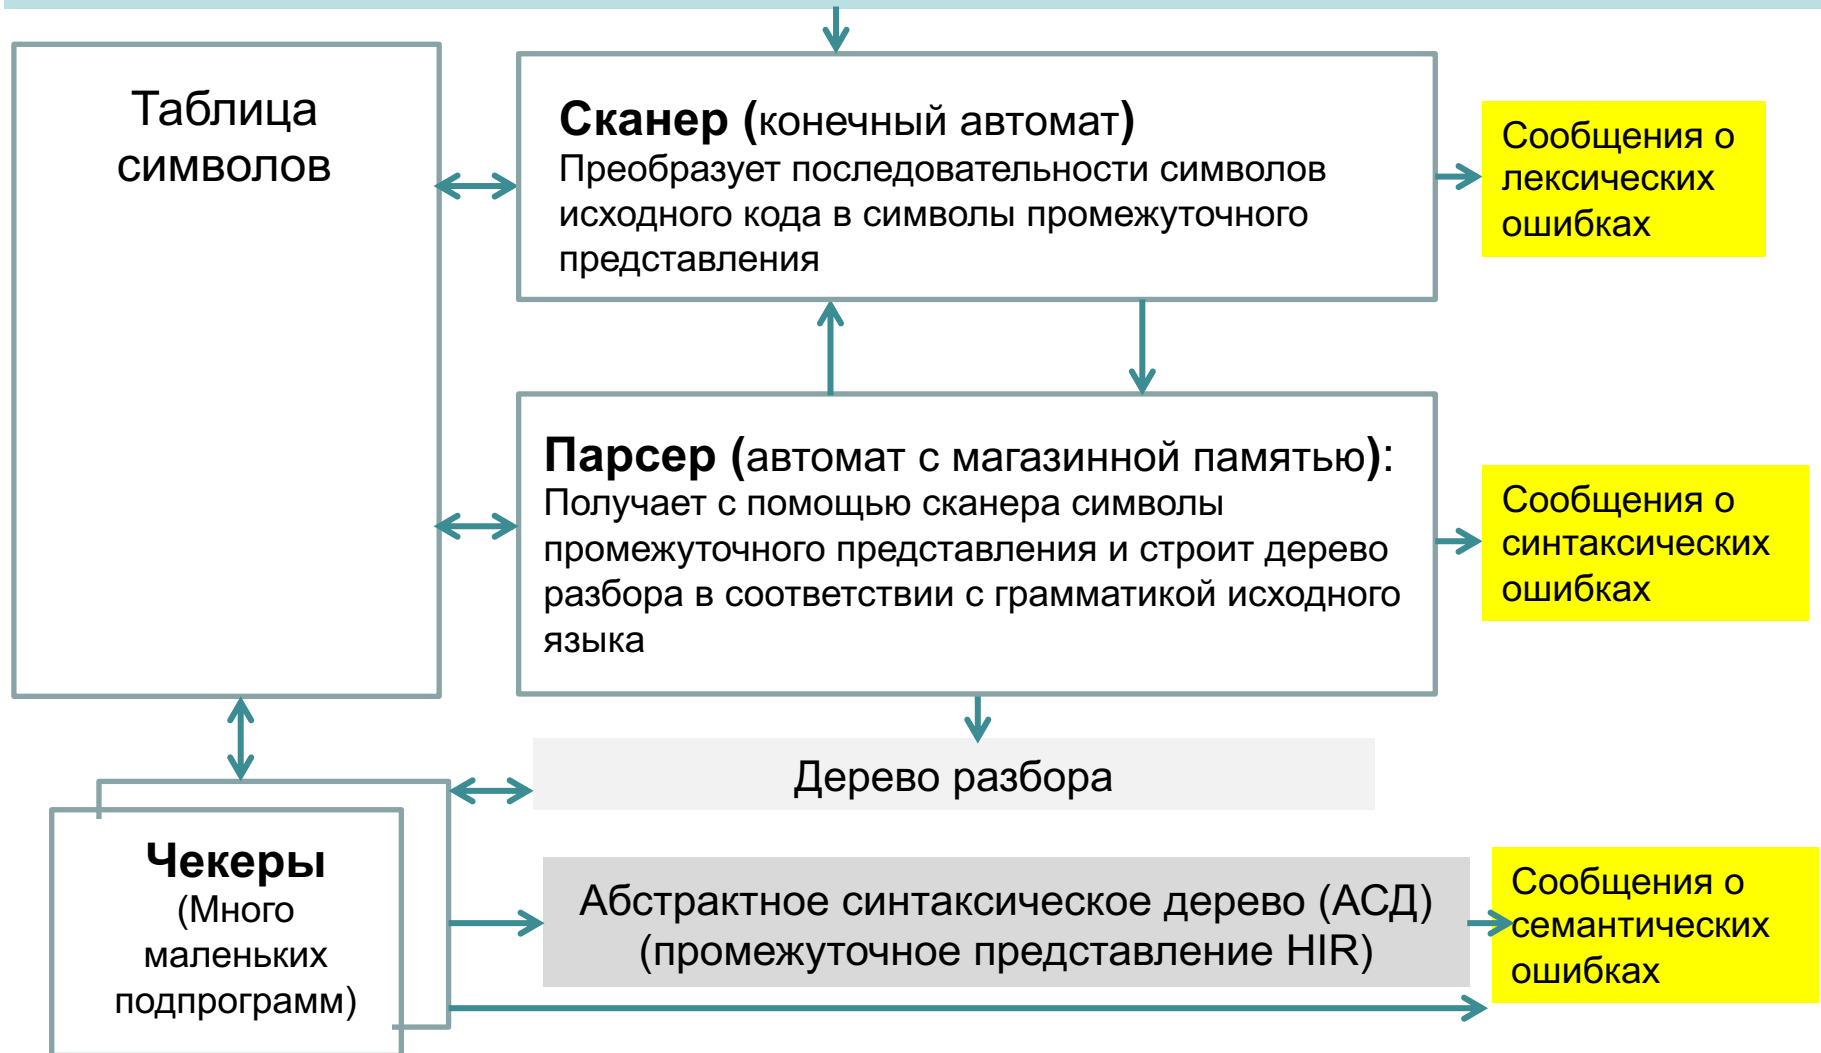 Таблица
символов
Сканер (конечный автомат)
Преобразует последовательности символов
исходного кода в символы промежуточного
представления
Сообщения о
лексических
ошибках
Парсер (автомат с магазинной памятью):
Получает с помощью сканера символы
промежуточного представления и строит дерево
разбора в соответствии с грамматикой исходного
языка
Сообщения о
синтаксических
ошибках
Дерево разбора
Чекеры
(Много
маленьких
подпрограмм)
Абстрактное синтаксическое дерево (АСД)
(промежуточное представление HIR)
Сообщения о
семантических
ошибках